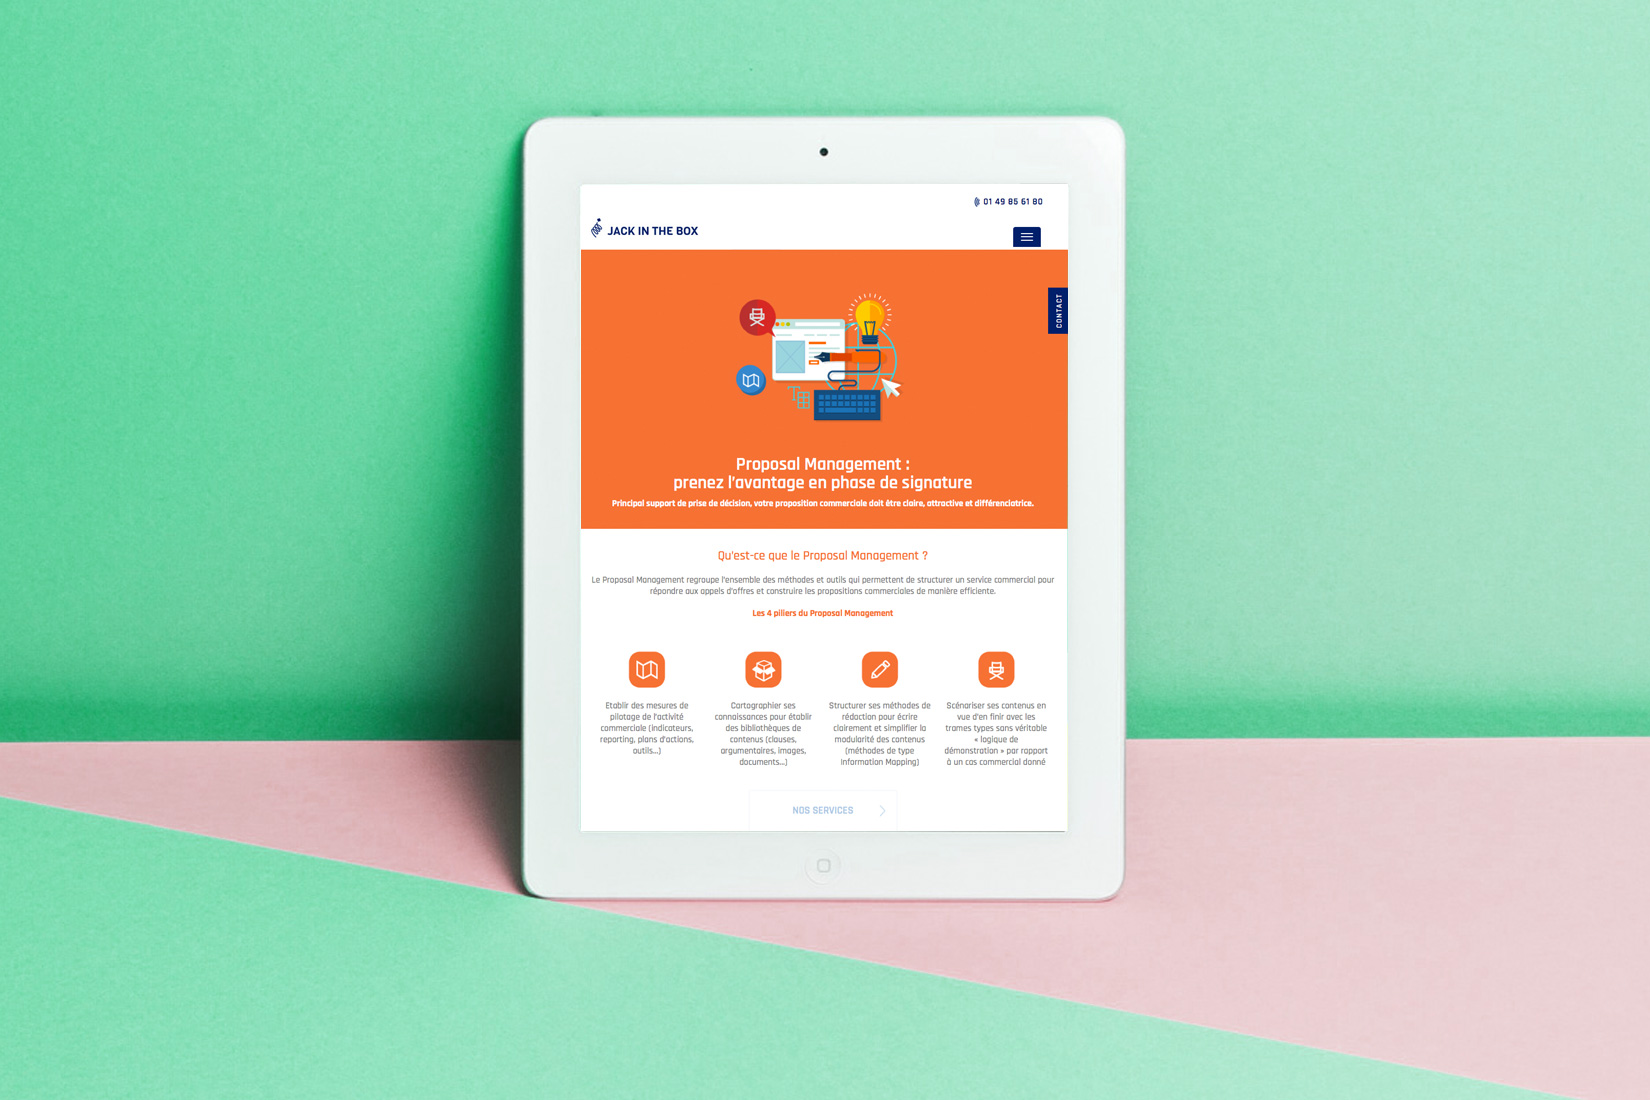 01 49 85 61 80
JACK IN THE BOX
CONTACT
Proposal Management :
prenez l'avantage en phase de signature
Principal support de prise de décision, votre proposition commerciale doit être claire, attractive et différenciatrice.
Qu'est-ce que le Proposal Management ?
Le Proposal Management regroupe l'ensemble des méthodes et outils qui permettent de structurer un service commercial pour
répondre aux appels d'offres et construire les propositions commerciales de manière efficiente.
Les 4 piliers du Proposal Management
Etablir des mesures de
pilotage de l'activité
commerciale (indicateurs,
reporting, plans d'actions,
outils...)
Cartographier ses
connaissances pour établir
des bibliothèques de
contenus (clauses,
argumentaires, images,
documents...)
Structurer ses méthodes de
rédaction pour écrire
clairement et simplifier la
modularité des contenus
(méthodes de type
Information Mapping)
Scénariser ses contenus en
vue d'en finir avec les
trames types sans véritable
« logique de
démonstration » par rapport
à un cas commercial donné
NOS SERVICES